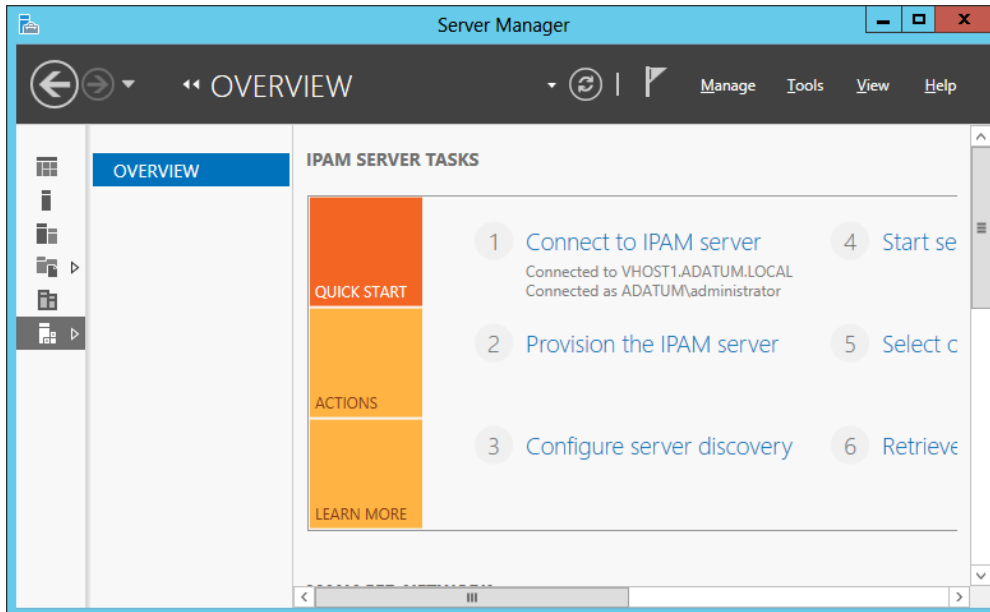 Server Manager
OVERVIEW
Manage Tools View Help
OVERVIEW
IPAM SERVER TASKS
QUICK START
ACTIONS
LEARN MORE
1 Connect to IPAM server
Connected to VHOST1.ADATUM.LOCAL
Connected as ADATUM\administrator
2 Provision the IPAM server
3 Configure server discovery
4 Start se
5 Select c
6 Retrieve